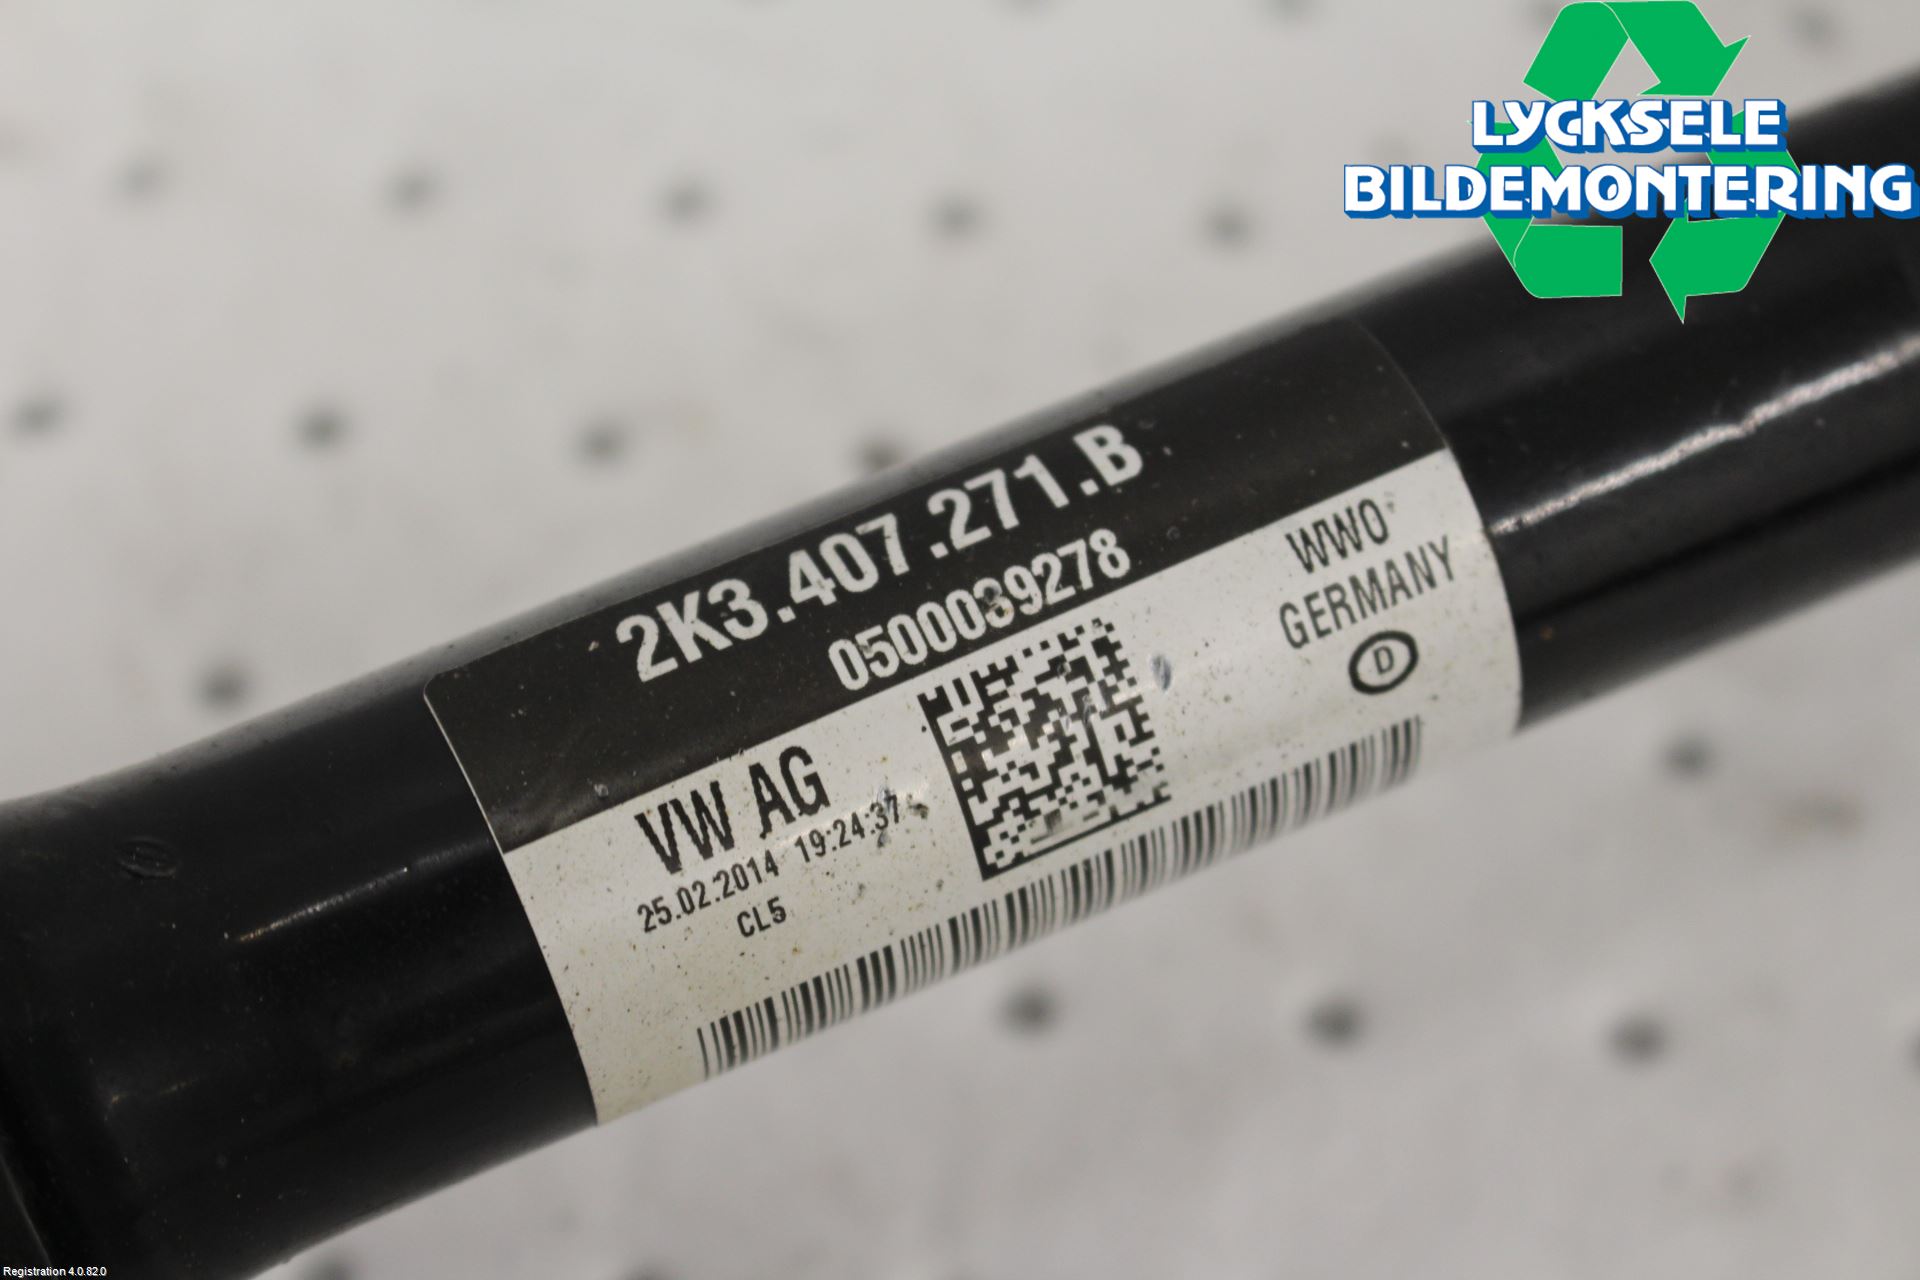 LYCKSELE
BILDEMONTERING
2K3.407.271.B
0500039278
WWO
GERMANY
D
VW AG
25.02.2014 19:24:37
CL5
Registration 4.0.82.0